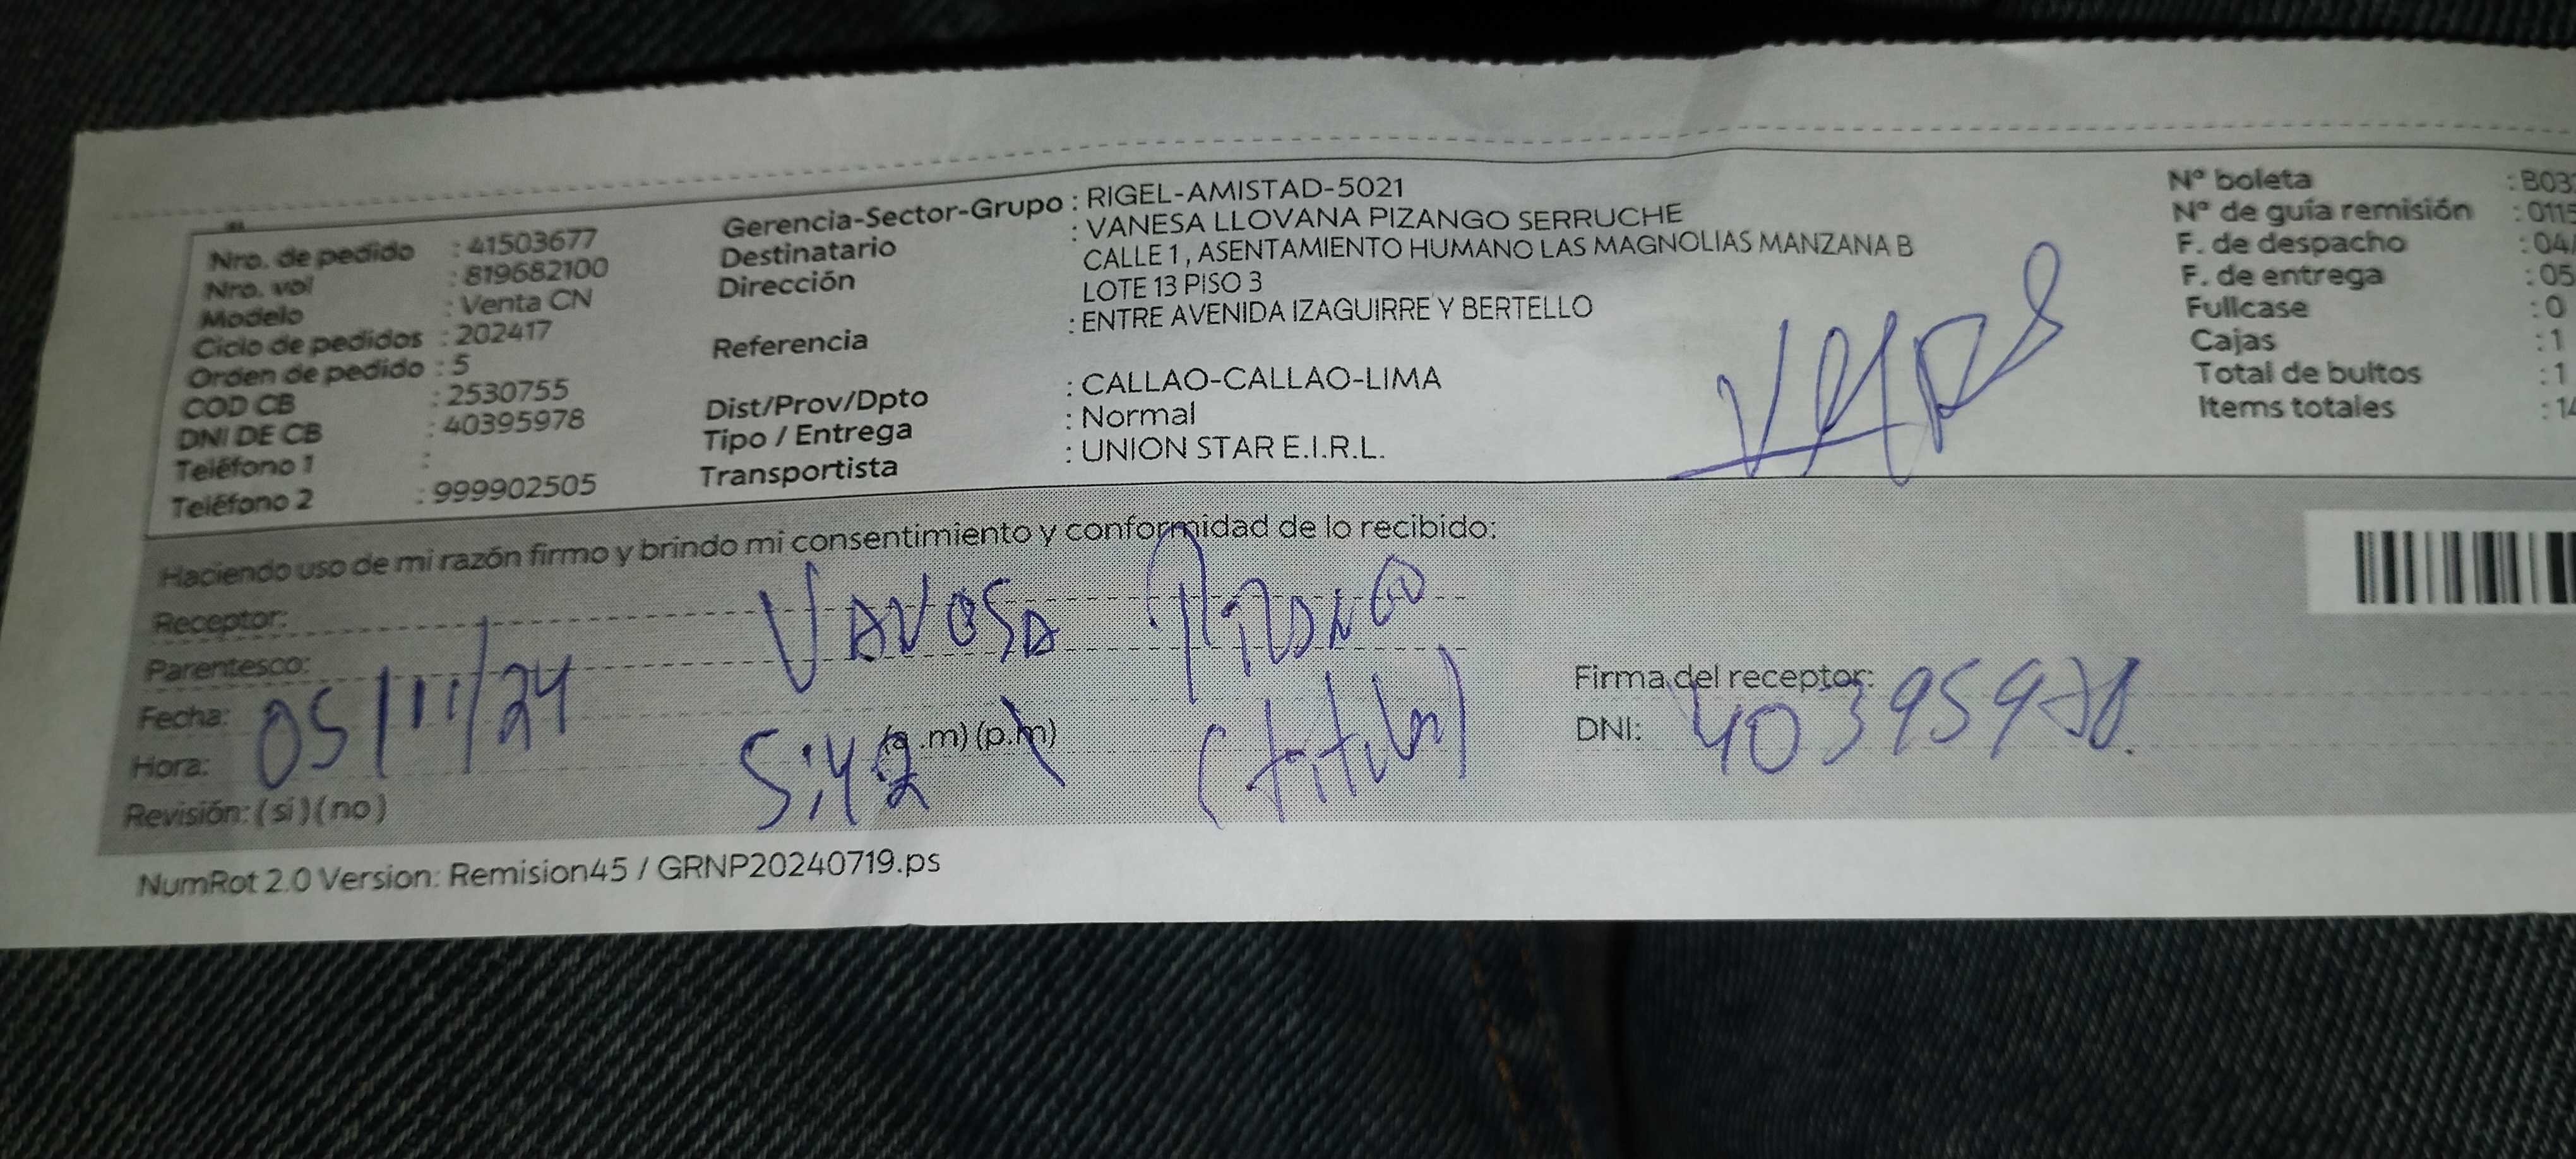 Nro. de pedido : 41503677
Nro. vol : 819682100
Modelo : Venta CN
Ciclo de pedidos : 202417
Orden de pedido : 5
COD CB : 2530755
DNI DE CB : 40395978
Teléfono 1 :
Teléfono 2 : 999902505
Gerencia-Sector-Grupo : RIGEL-AMISTAD-5021
Destinatario : VANESA LLOVANA PIZANGO SERRUCHE
Dirección CALLE 1, ASENTAMIENTO HUMANO LAS MAGNOLIAS MANZANA B
LOTE 13 PISO 3
Referencia : ENTRE AVENIDA IZAGUIRRE Y BERTELLO
Dist/Prov/Dpto : CALLAO-CALLAO-LIMA
Tipo / Entrega : Normal
Transportista : UNION STAR E.I.R.L.
N° boleta : B03
N° de guía remisión : 0115
F. de despacho : 04/
F. de entrega : 05
Fullcase : 0
Cajas : 1
Total de bultos : 1
Items totales : 14
Haciendo uso de mi razón firmo y brindo mi consentimiento y conformidad de lo recibido:
Receptor: VANESA PIZANGO
Parentesco: (titular)
Fecha: 05/11/24
Hora: 5:42 (a.m) (p.m)
Revisión: (si) (no)
Firma del receptor:
DNI: 40395978
NumRot 2.0 Version: Remision45 / GRNP20240719.ps